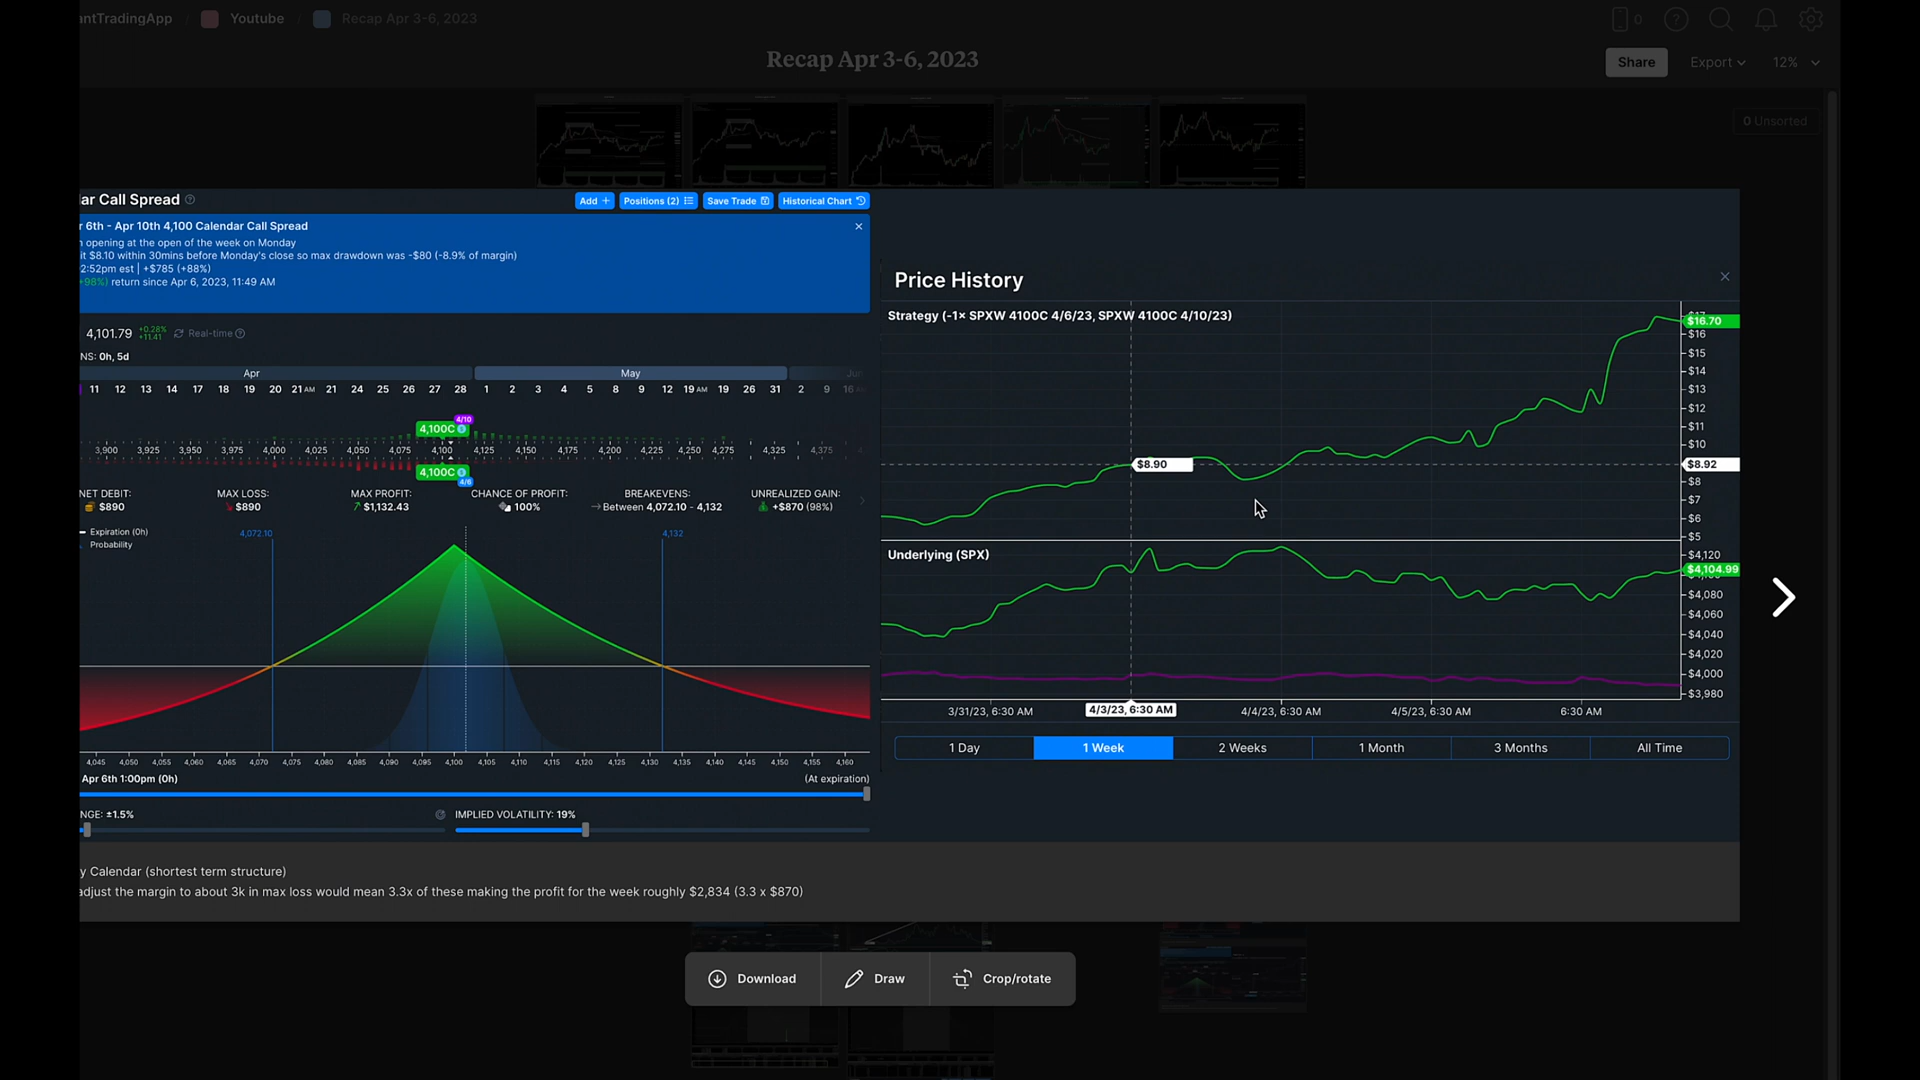 antTradingApp / Youtube / Recap Apr 3-6, 2023
0
Recap Apr 3-6, 2023
Share
Export
12%
0 Unsorted
ar Call Spread
Add +
Positions (2)
Save Trade
Historical Chart
r 6th - Apr 10th 4,100 Calendar Call Spread
opening at the open of the week on Monday
it $8.10 within 30mins before Monday's close so max drawdown was -$80 (-8.9% of margin)
2:52pm est | +$785 (+88%)
+98%) return since Apr 6, 2023, 11:49 AM
4,101.79 +0.28% +11.41 Real-time
NS: 0h, 5d
Apr May Jun
11 12 13 14 17 18 19 20 21AM 21 24 25 26 27 28 1 2 3 4 5 8 9 10 12 19AM 19 26 31 2 9 16
4/10
4,100C
3,900 3,925 3,950 3,975 4,000 4,025 4,050 4,075 4,100 4,125 4,150 4,175 4,200 4,225 4,250 4,275 4,325 4,375
4,100C
4/6
NET DEBIT: MAX LOSS: MAX PROFIT: CHANCE OF PROFIT: BREAKEVENS: UNREALIZED GAIN:
$890 $890 $1,132.43 100% Between 4,072.10 - 4,132 +$870 (98%)
Expiration (0h)
Probability
4,072.10
4,132
4,045 4,050 4,055 4,060 4,065 4,070 4,075 4,080 4,085 4,090 4,095 4,100 4,105 4,110 4,115 4,120 4,125 4,130 4,135 4,140 4,145 4,150 4,155 4,160
Apr 6th 1:00pm (0h)
(At expiration)
NGE: ±1.5%
IMPLIED VOLATILITY: 19%
Price History
Strategy (-1× SPXW 4100C 4/6/23, SPXW 4100C 4/10/23)
$16.70
$16
$15
$14
$13
$12
$11
$10
$8.90
$8.92
$8
$7
$6
$5
Underlying (SPX)
$4,120
$4,104.99
$4,080
$4,060
$4,040
$4,020
$4,000
$3,980
3/31/23, 6:30 AM 4/3/23, 6:30 AM 4/4/23, 6:30 AM 4/5/23, 6:30 AM 6:30 AM
1 Day 1 Week 2 Weeks 1 Month 3 Months All Time
y Calendar (shortest term structure)
adjust the margin to about 3k in max loss would mean 3.3x of these making the profit for the week roughly $2,834 (3.3 x $870)
Download
Draw
Crop/rotate